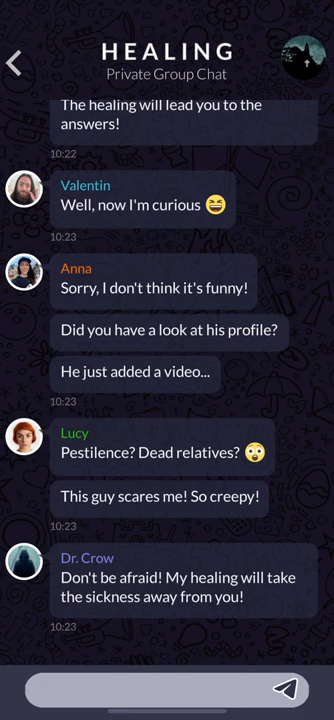 HEALING
Private Group Chat
The healing will lead you to the
answers!
10:22
Valentin
Well, now I'm curious 😆
10:23
Anna
Sorry, I don't think it's funny!
Did you have a look at his profile?
He just added a video...
10:23
Lucy
Pestilence? Dead relatives? 😲
This guy scares me! So creepy!
10:23
Dr. Crow
Don't be afraid! My healing will take
the sickness away from you!
10:23